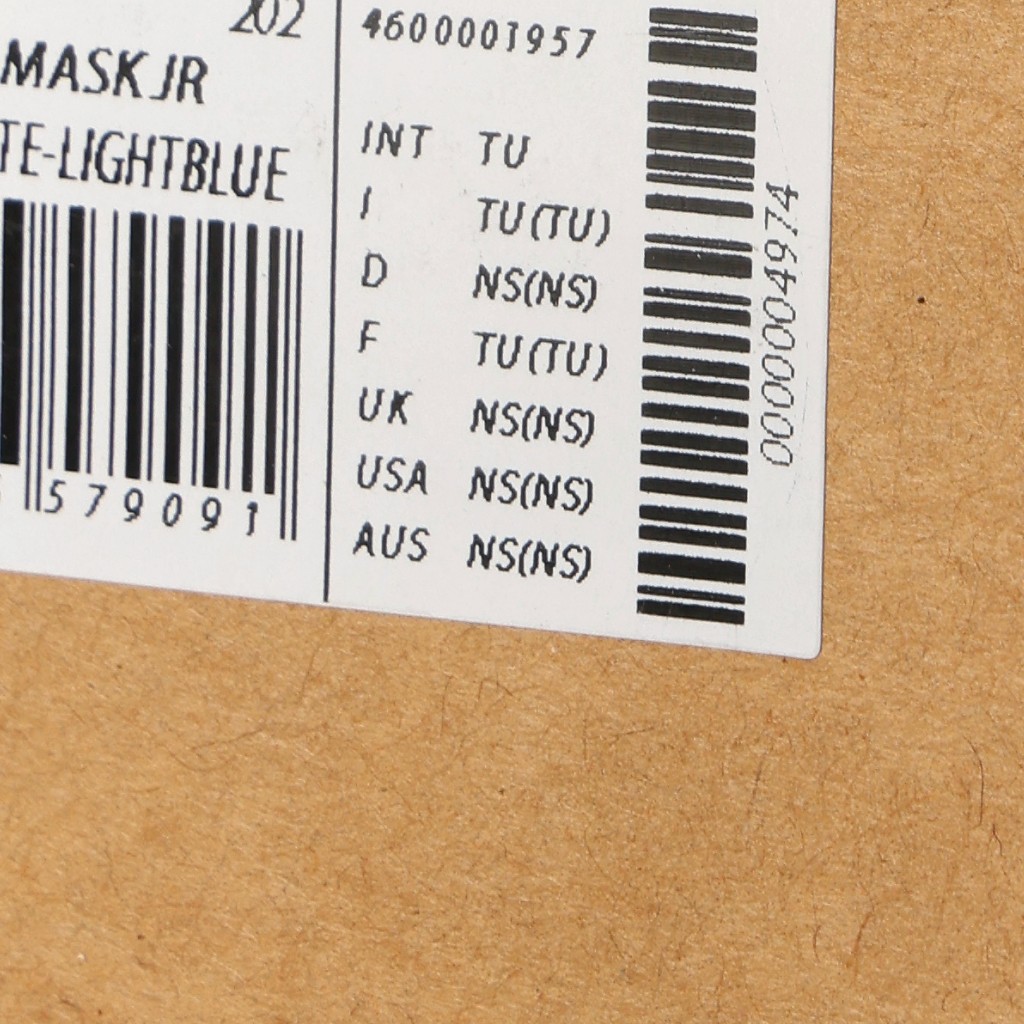 202
MASK JR
TE-LIGHTBLUE
579091
4600001957
INT TU
I TU(TU)
D NS(NS)
F TU(TU)
UK NS(NS)
USA NS(NS)
AUS NS(NS)
0000004974